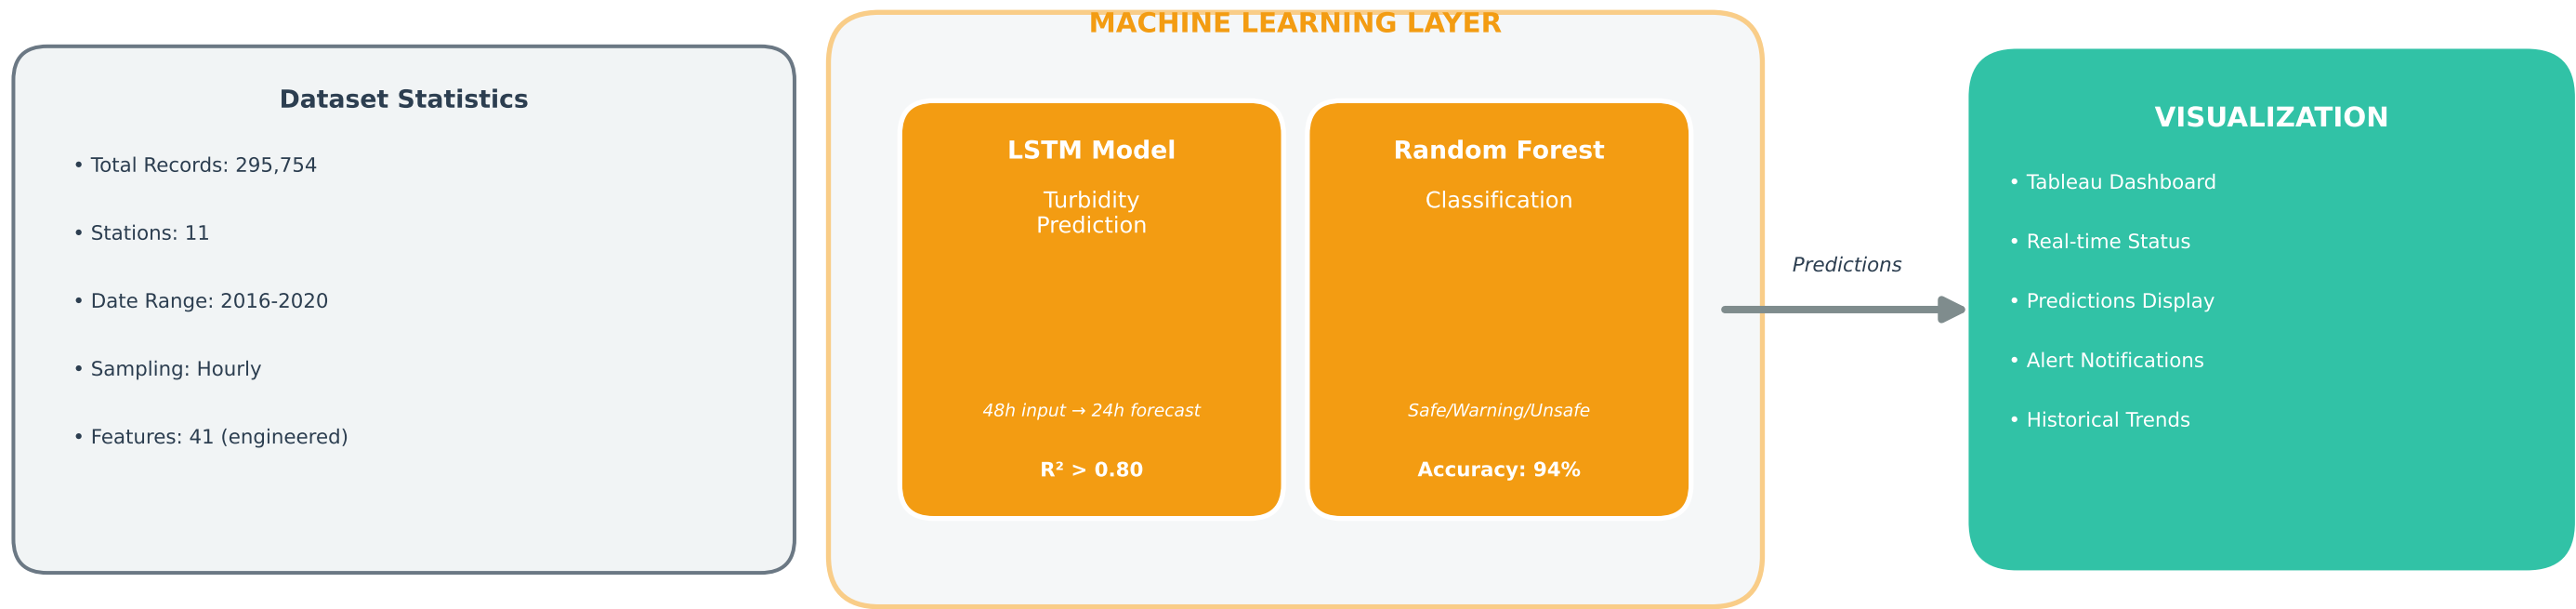 Dataset Statistics
• Total Records: 295,754
• Stations: 11
• Date Range: 2016-2020
• Sampling: Hourly
• Features: 41 (engineered)
MACHINE LEARNING LAYER
LSTM Model
Turbidity
Prediction
48h input → 24h forecast
R² > 0.80
Random Forest
Classification
Safe/Warning/Unsafe
Accuracy: 94%
Predictions
VISUALIZATION
• Tableau Dashboard
• Real-time Status
• Predictions Display
• Alert Notifications
• Historical Trends